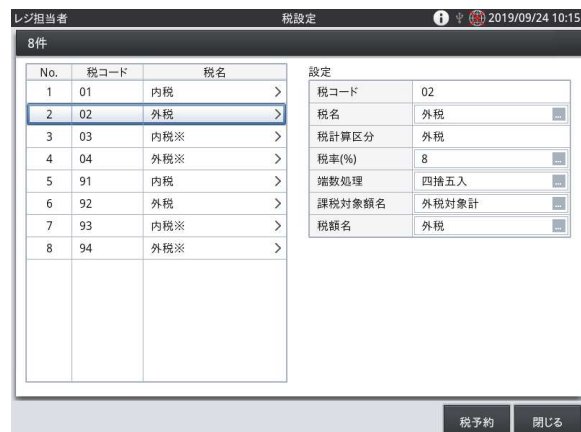 レジ担当者 税設定 2019/09/24 10:15
8件
No. 税コード 税名
1 01 内税 >
2 02 外税 >
3 03 内税※ >
4 04 外税※ >
5 91 内税 >
6 92 外税 >
7 93 内税※ >
8 94 外税※ >
設定
税コード 02
税名 外税 ...
税計算区分 外税
税率(%) 8 ...
端数処理 四捨五入 ...
課税対象額名 外税対象計 ...
税額名 外税 ...
税予約 閉じる